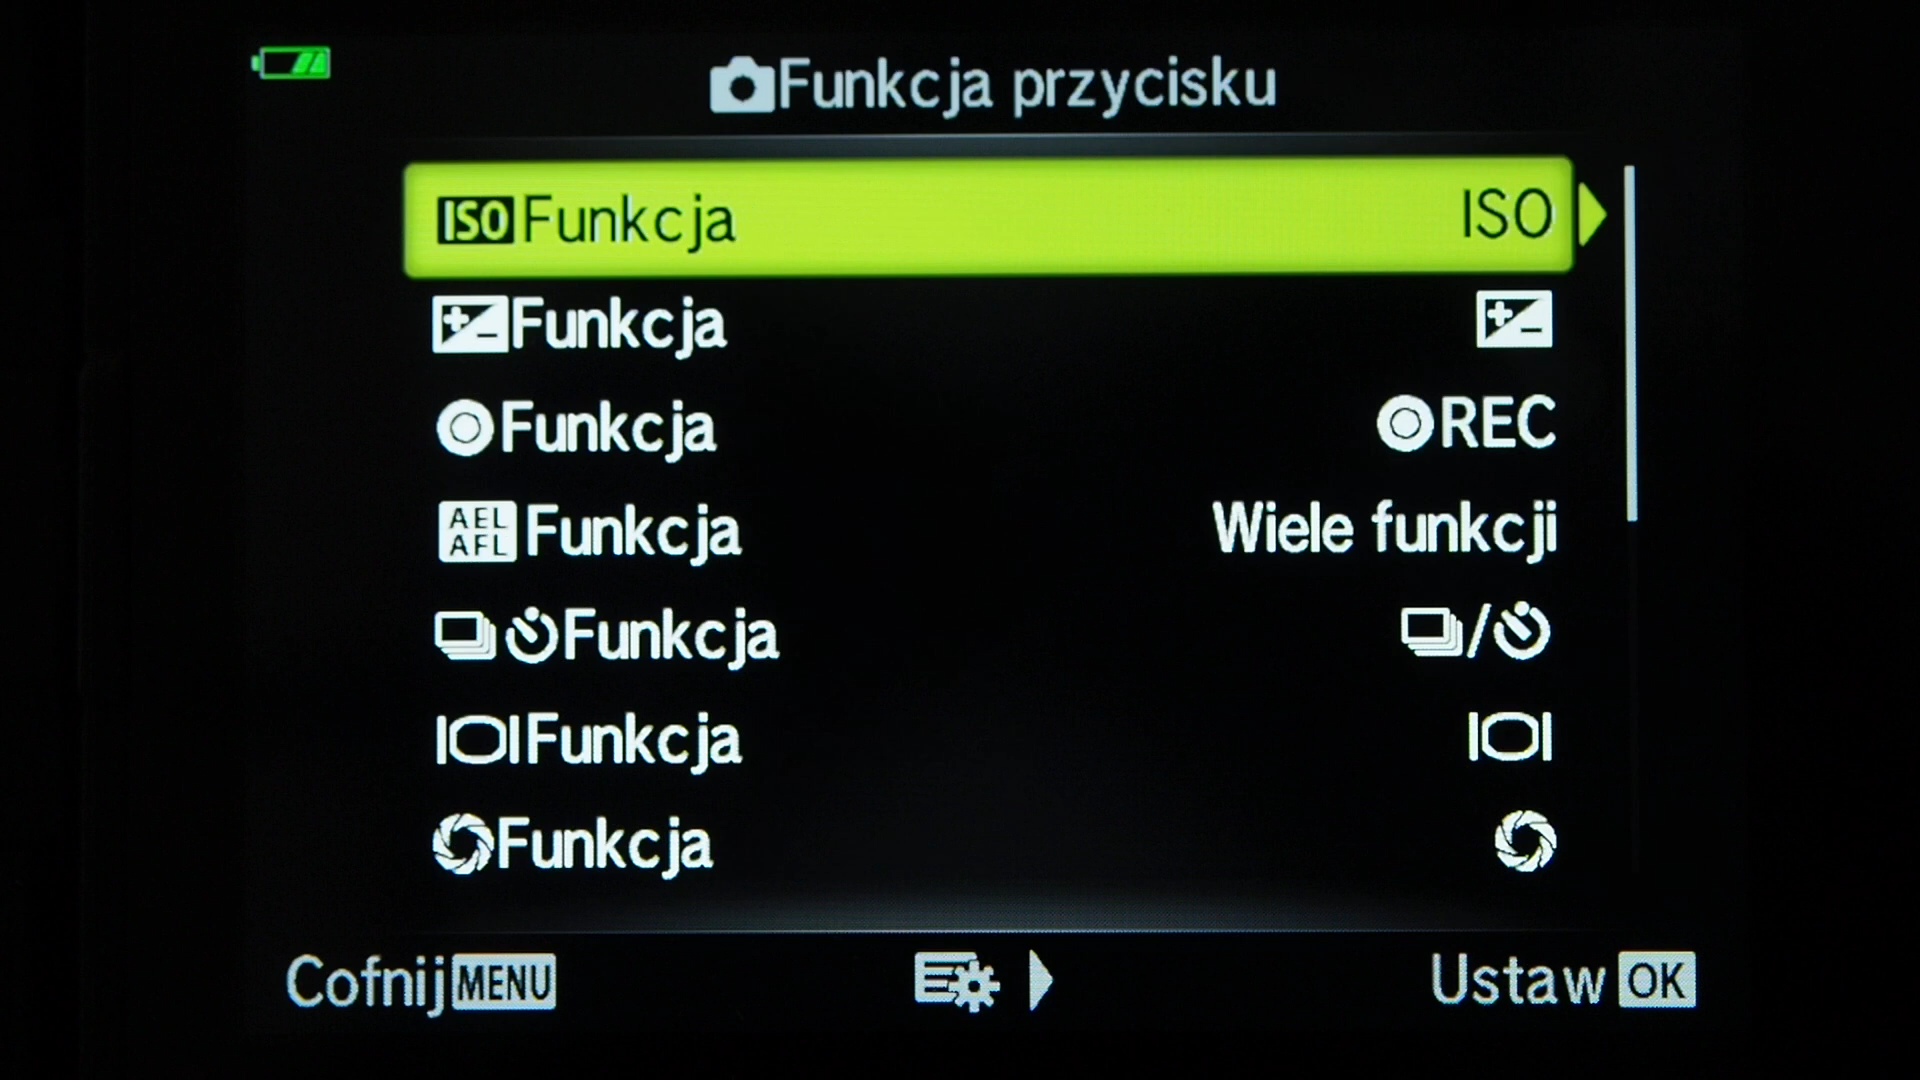 Funkcja przycisku
ISO Funkcja ISO
Funkcja
Funkcja REC
AEL AFL Funkcja Wiele funkcji
Funkcja /
Funkcja
Funkcja
Cofnij MENU Ustaw OK